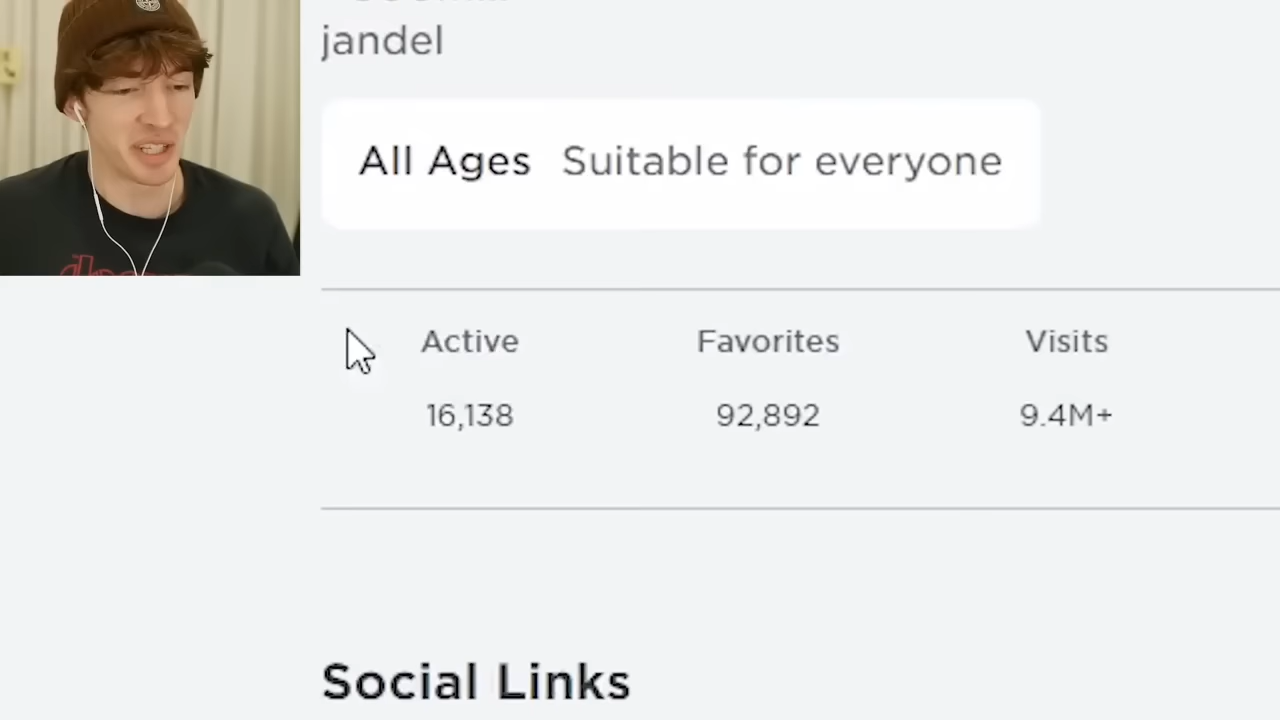 jandel
All Ages Suitable for everyone
Active Favorites Visits
16,138 92,892 9.4M+
Social Links